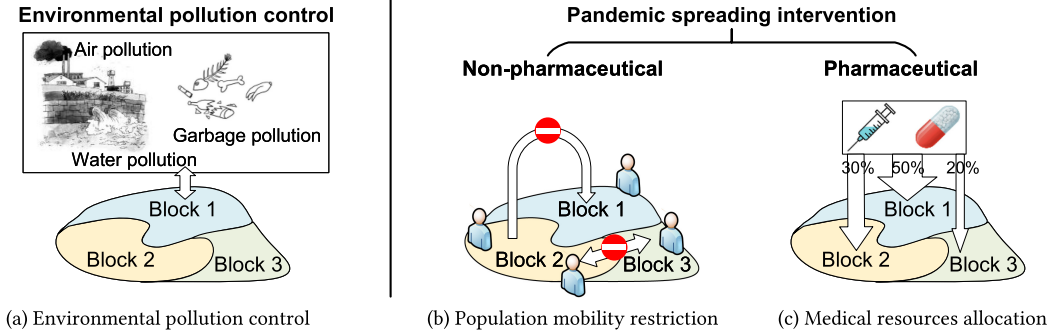 Environmental pollution control
Air pollution
Garbage pollution
Water pollution
Block 1
Block 2
Block 3
(a) Environmental pollution control
Pandemic spreading intervention
Non-pharmaceutical
Block 1
Block 2
Block 3
(b) Population mobility restriction
Pharmaceutical
30% 50% 20%
Block 1
Block 2
Block 3
(c) Medical resources allocation